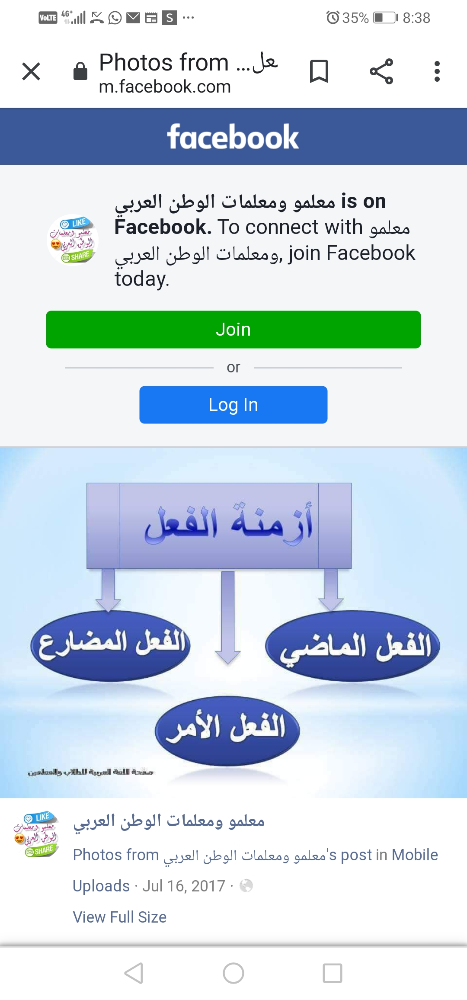 VoLTE 4G+ S ... 35% 8:38
Photos from ...عل
m.facebook.com
facebook
LIKE
معلمو ومعلمات
الوطن العربي
SHARE
معلمو ومعلمات الوطن العربي is on
Facebook. To connect with معلمو
ومعلمات الوطن العربي, join Facebook
today.
Join
or
Log In
أزمنة الفعل
الفعل الماضي
الفعل المضارع
الفعل الأمر
صفحة اللغة العربية للطلاب والمعلمين
LIKE
معلمو ومعلمات
الوطن العربي
SHARE
معلمو ومعلمات الوطن العربي
Photos from معلمو ومعلمات الوطن العربي's post in Mobile
Uploads · Jul 16, 2017 ·
View Full Size